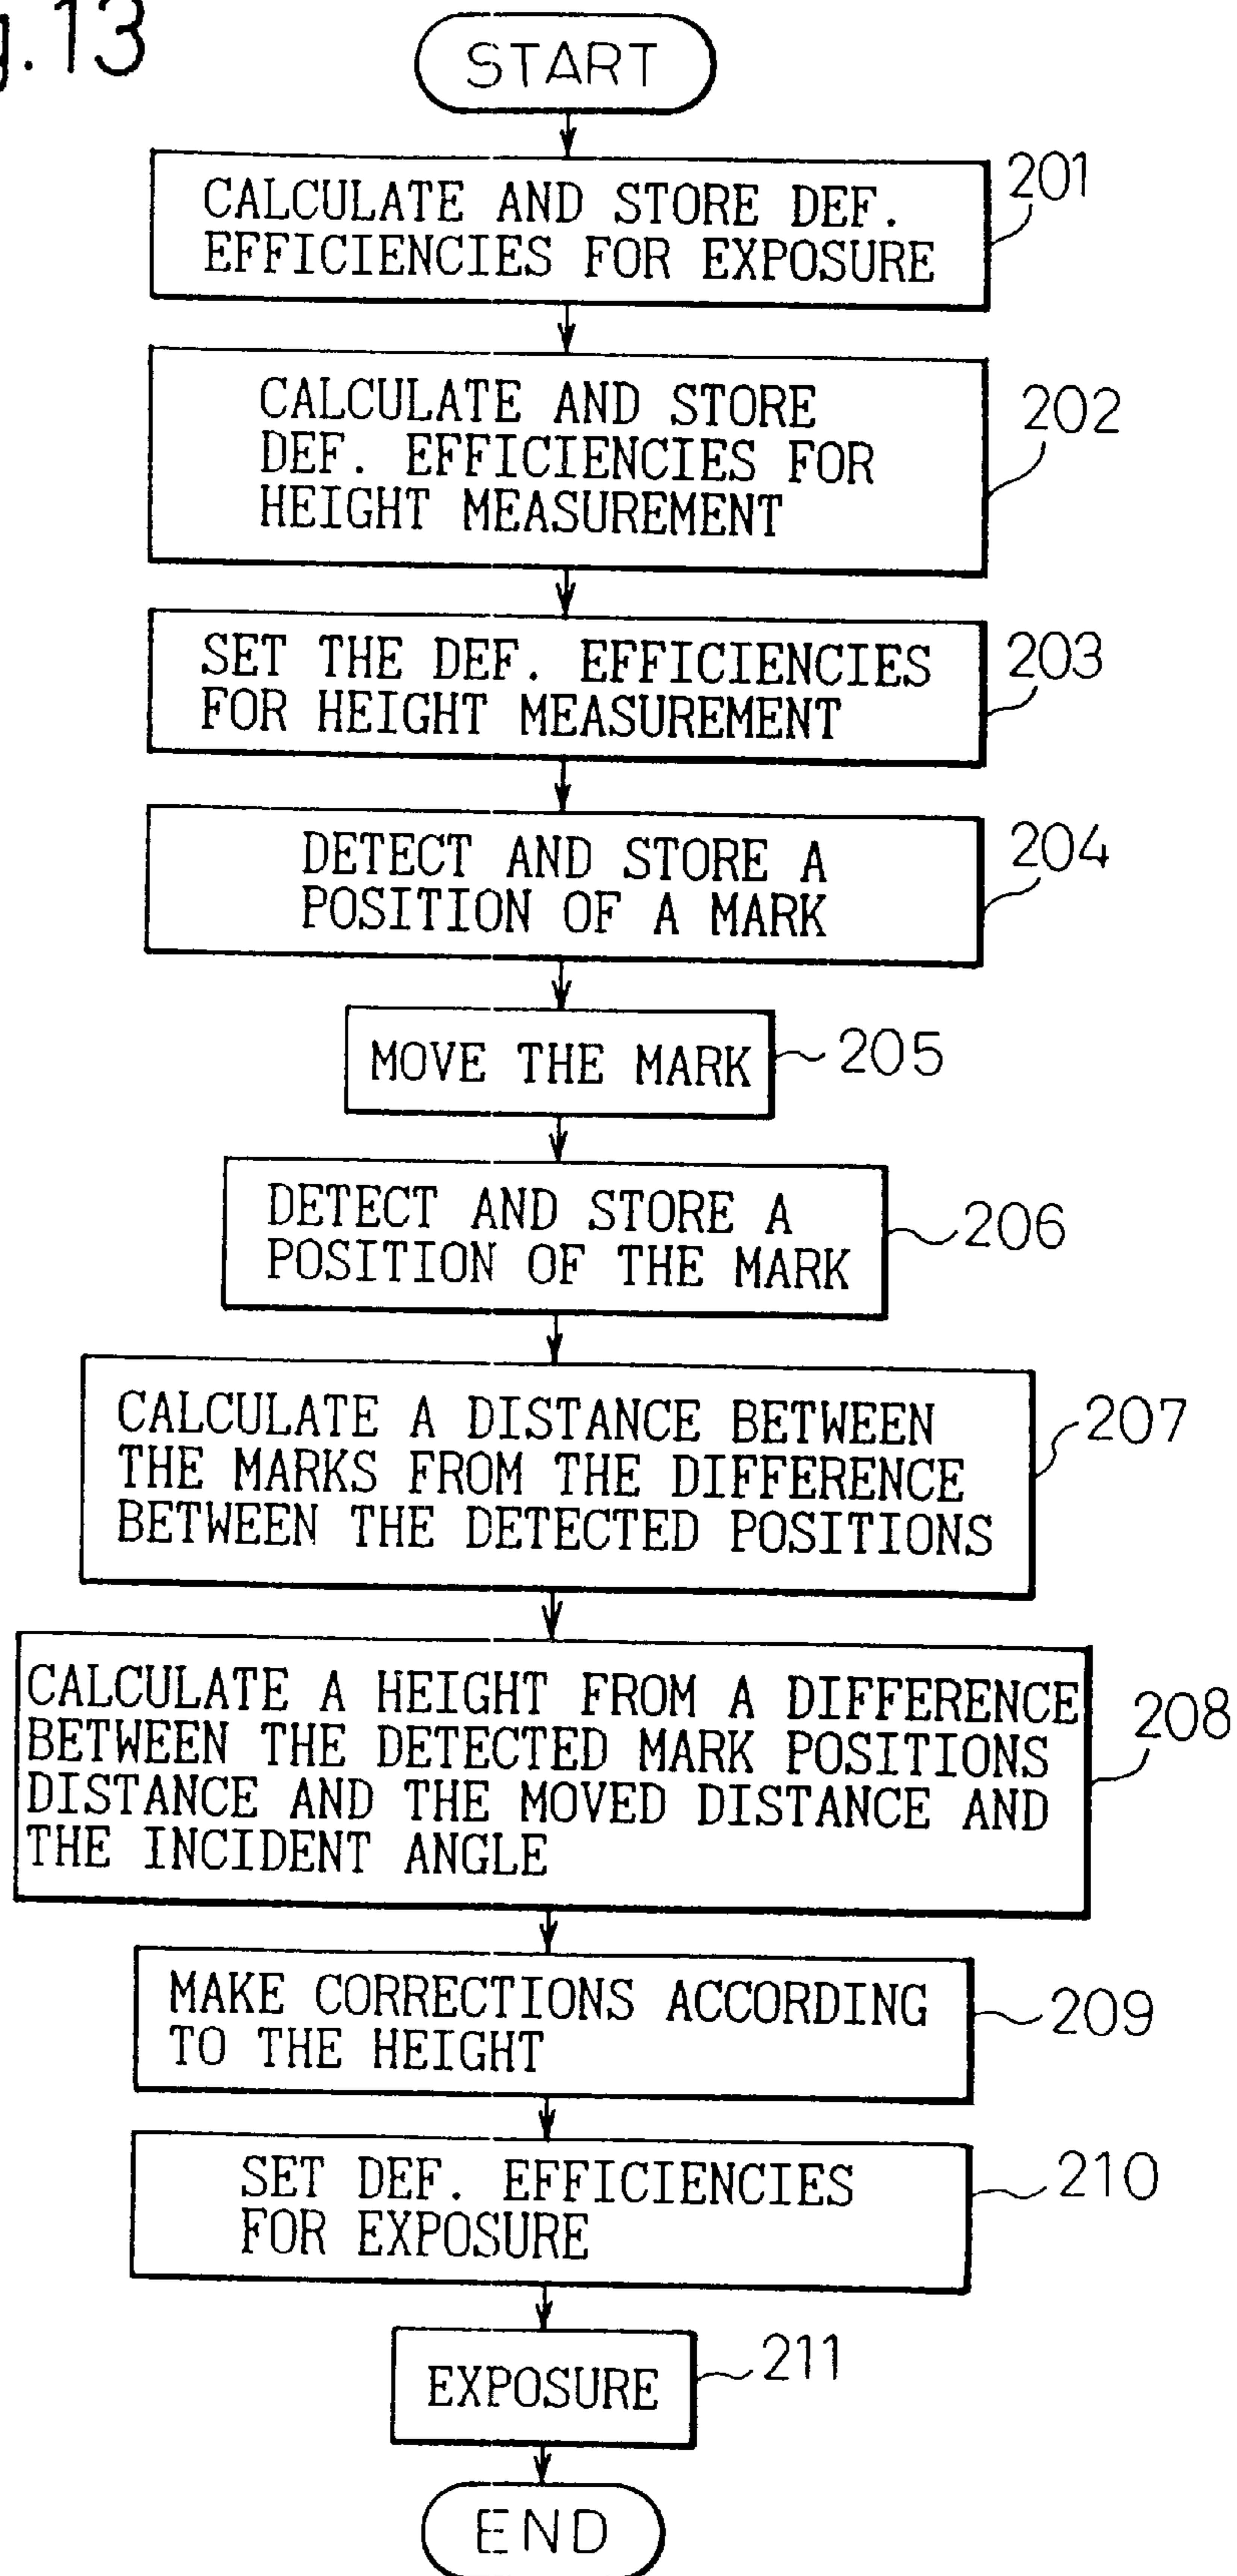 g.13
START
CALCULATE AND STORE DEF.
EFFICIENCIES FOR EXPOSURE
201
CALCULATE AND STORE
DEF. EFFICIENCIES FOR
HEIGHT MEASUREMENT
202
SET THE DEF. EFFICIENCIES
FOR HEIGHT MEASUREMENT
203
DETECT AND STORE A
POSITION OF A MARK
204
MOVE THE MARK
205
DETECT AND STORE A
POSITION OF THE MARK
206
CALCULATE A DISTANCE BETWEEN
THE MARKS FROM THE DIFFERENCE
BETWEEN THE DETECTED POSITIONS
207
CALCULATE A HEIGHT FROM A DIFFERENCE
BETWEEN THE DETECTED MARK POSITIONS
DISTANCE AND THE MOVED DISTANCE AND
THE INCIDENT ANGLE
208
MAKE CORRECTIONS ACCORDING
TO THE HEIGHT
209
SET DEF. EFFICIENCIES
FOR EXPOSURE
210
EXPOSURE
211
END